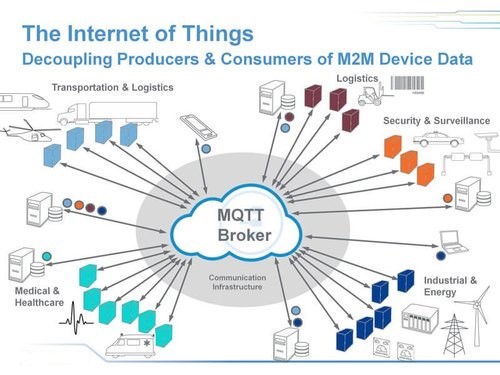 The Internet of Things
Decoupling Producers & Consumers of M2M Device Data
Transportation & Logistics
Logistics
Security & Surveillance
MQTT
Broker
Communication
Infrastructure
Medical &
Healthcare
Industrial &
Energy